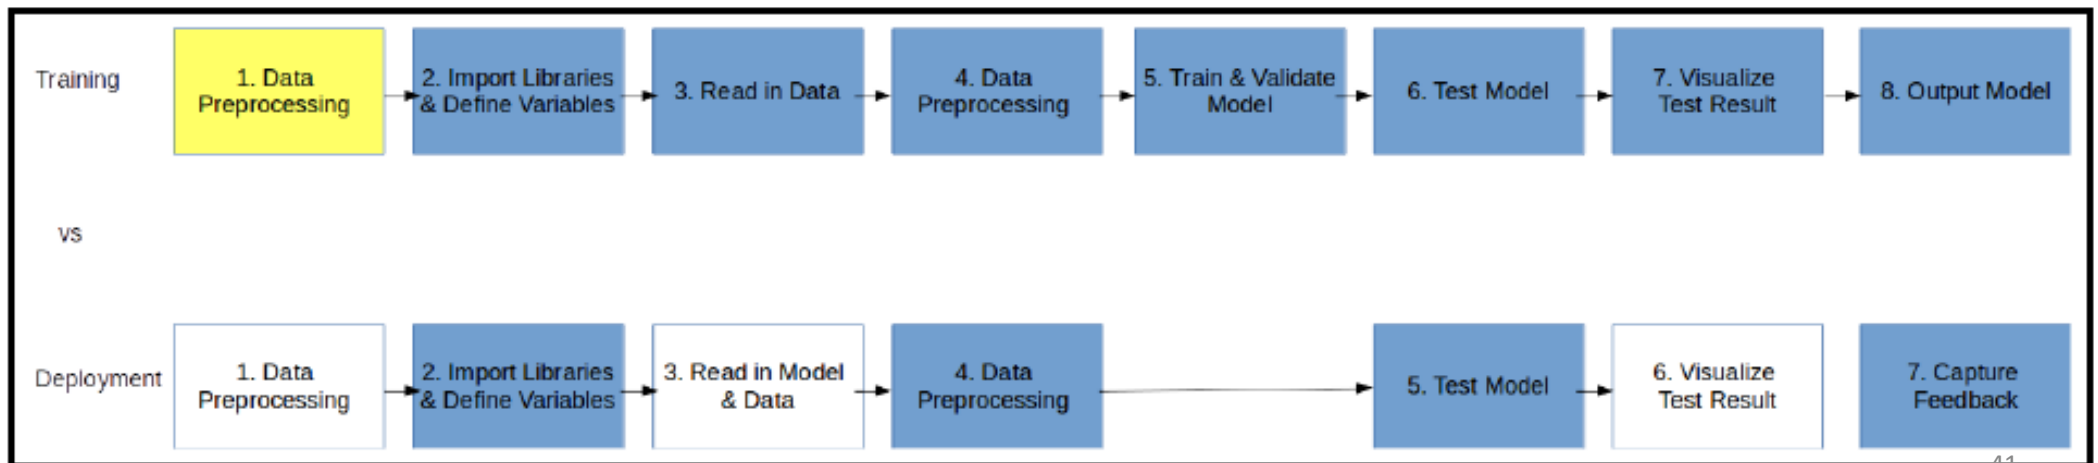 Training
1. Data
Preprocessing
2. Import Libraries
& Define Variables
3. Read in Data
4. Data
Preprocessing
5. Train & Validate
Model
6. Test Model
7. Visualize
Test Result
8. Output Model
vs
Deployment
1. Data
Preprocessing
2. Import Libraries
& Define Variables
3. Read in Model
& Data
4. Data
Preprocessing
5. Test Model
6. Visualize
Test Result
7. Capture
Feedback